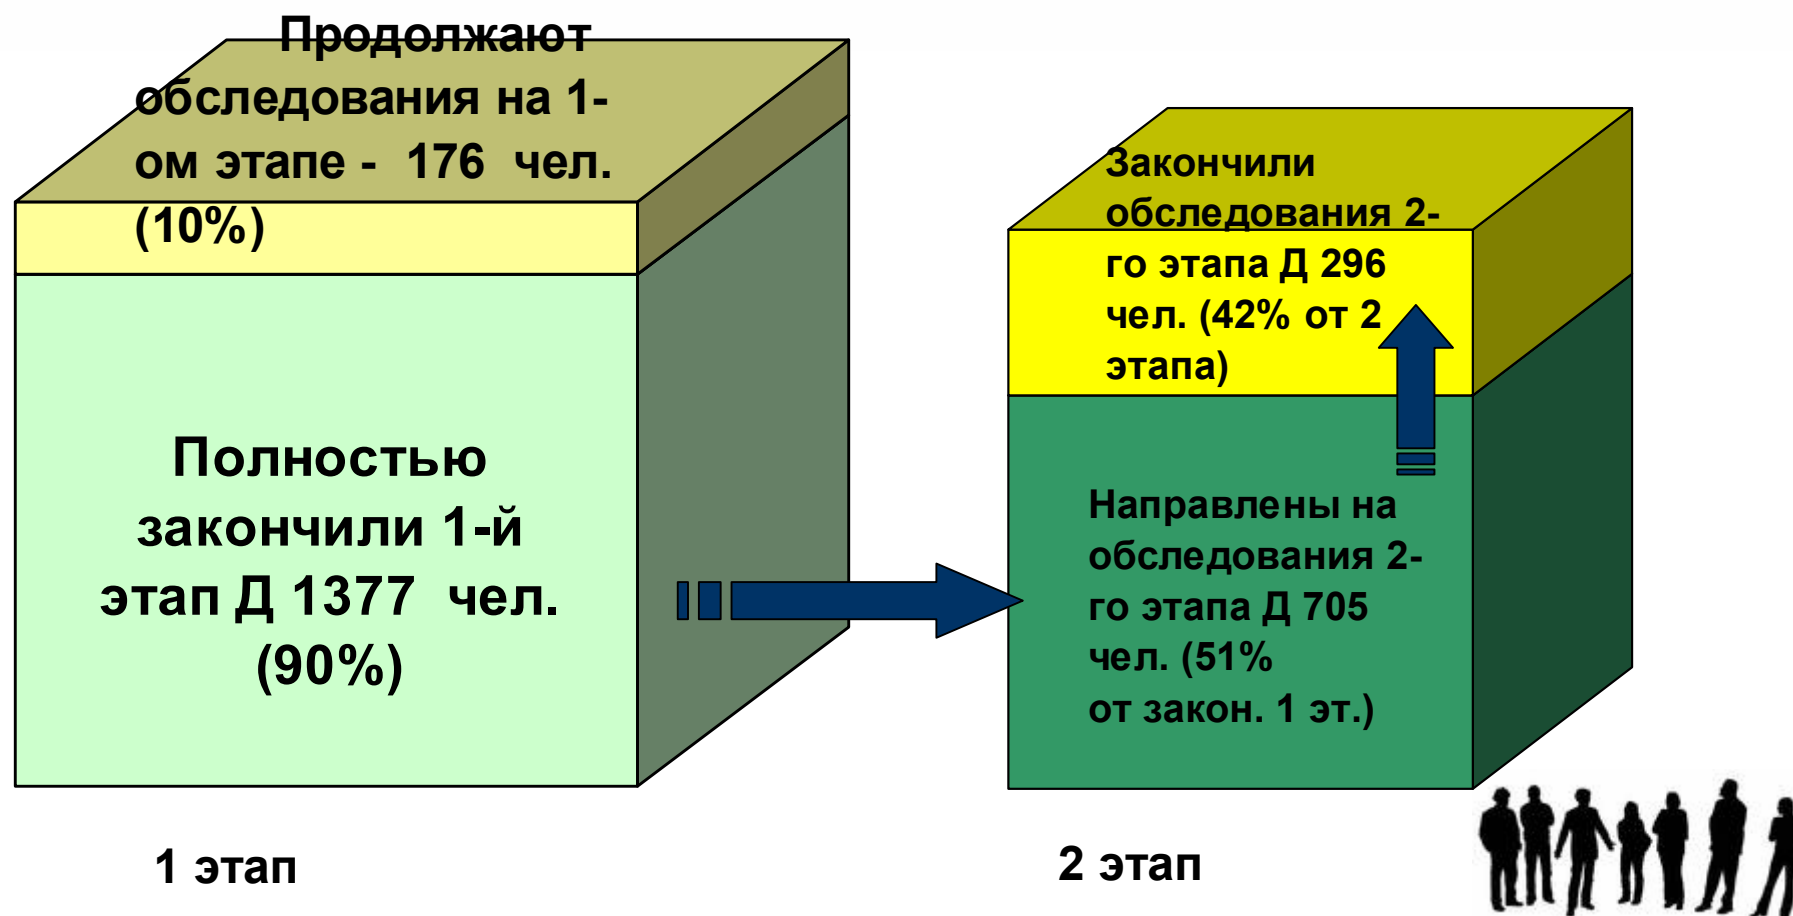 Продолжают
обследования на 1-
ом этапе - 176 чел.
(10%)
Полностью
закончили 1-й
этап Д 1377 чел.
(90%)
1 этап
Закончили
обследования 2-
го этапа Д 296
чел. (42% от 2
этапа)
Направлены на
обследования 2-
го этапа Д 705
чел. (51%
от закон. 1 эт.)
2 этап